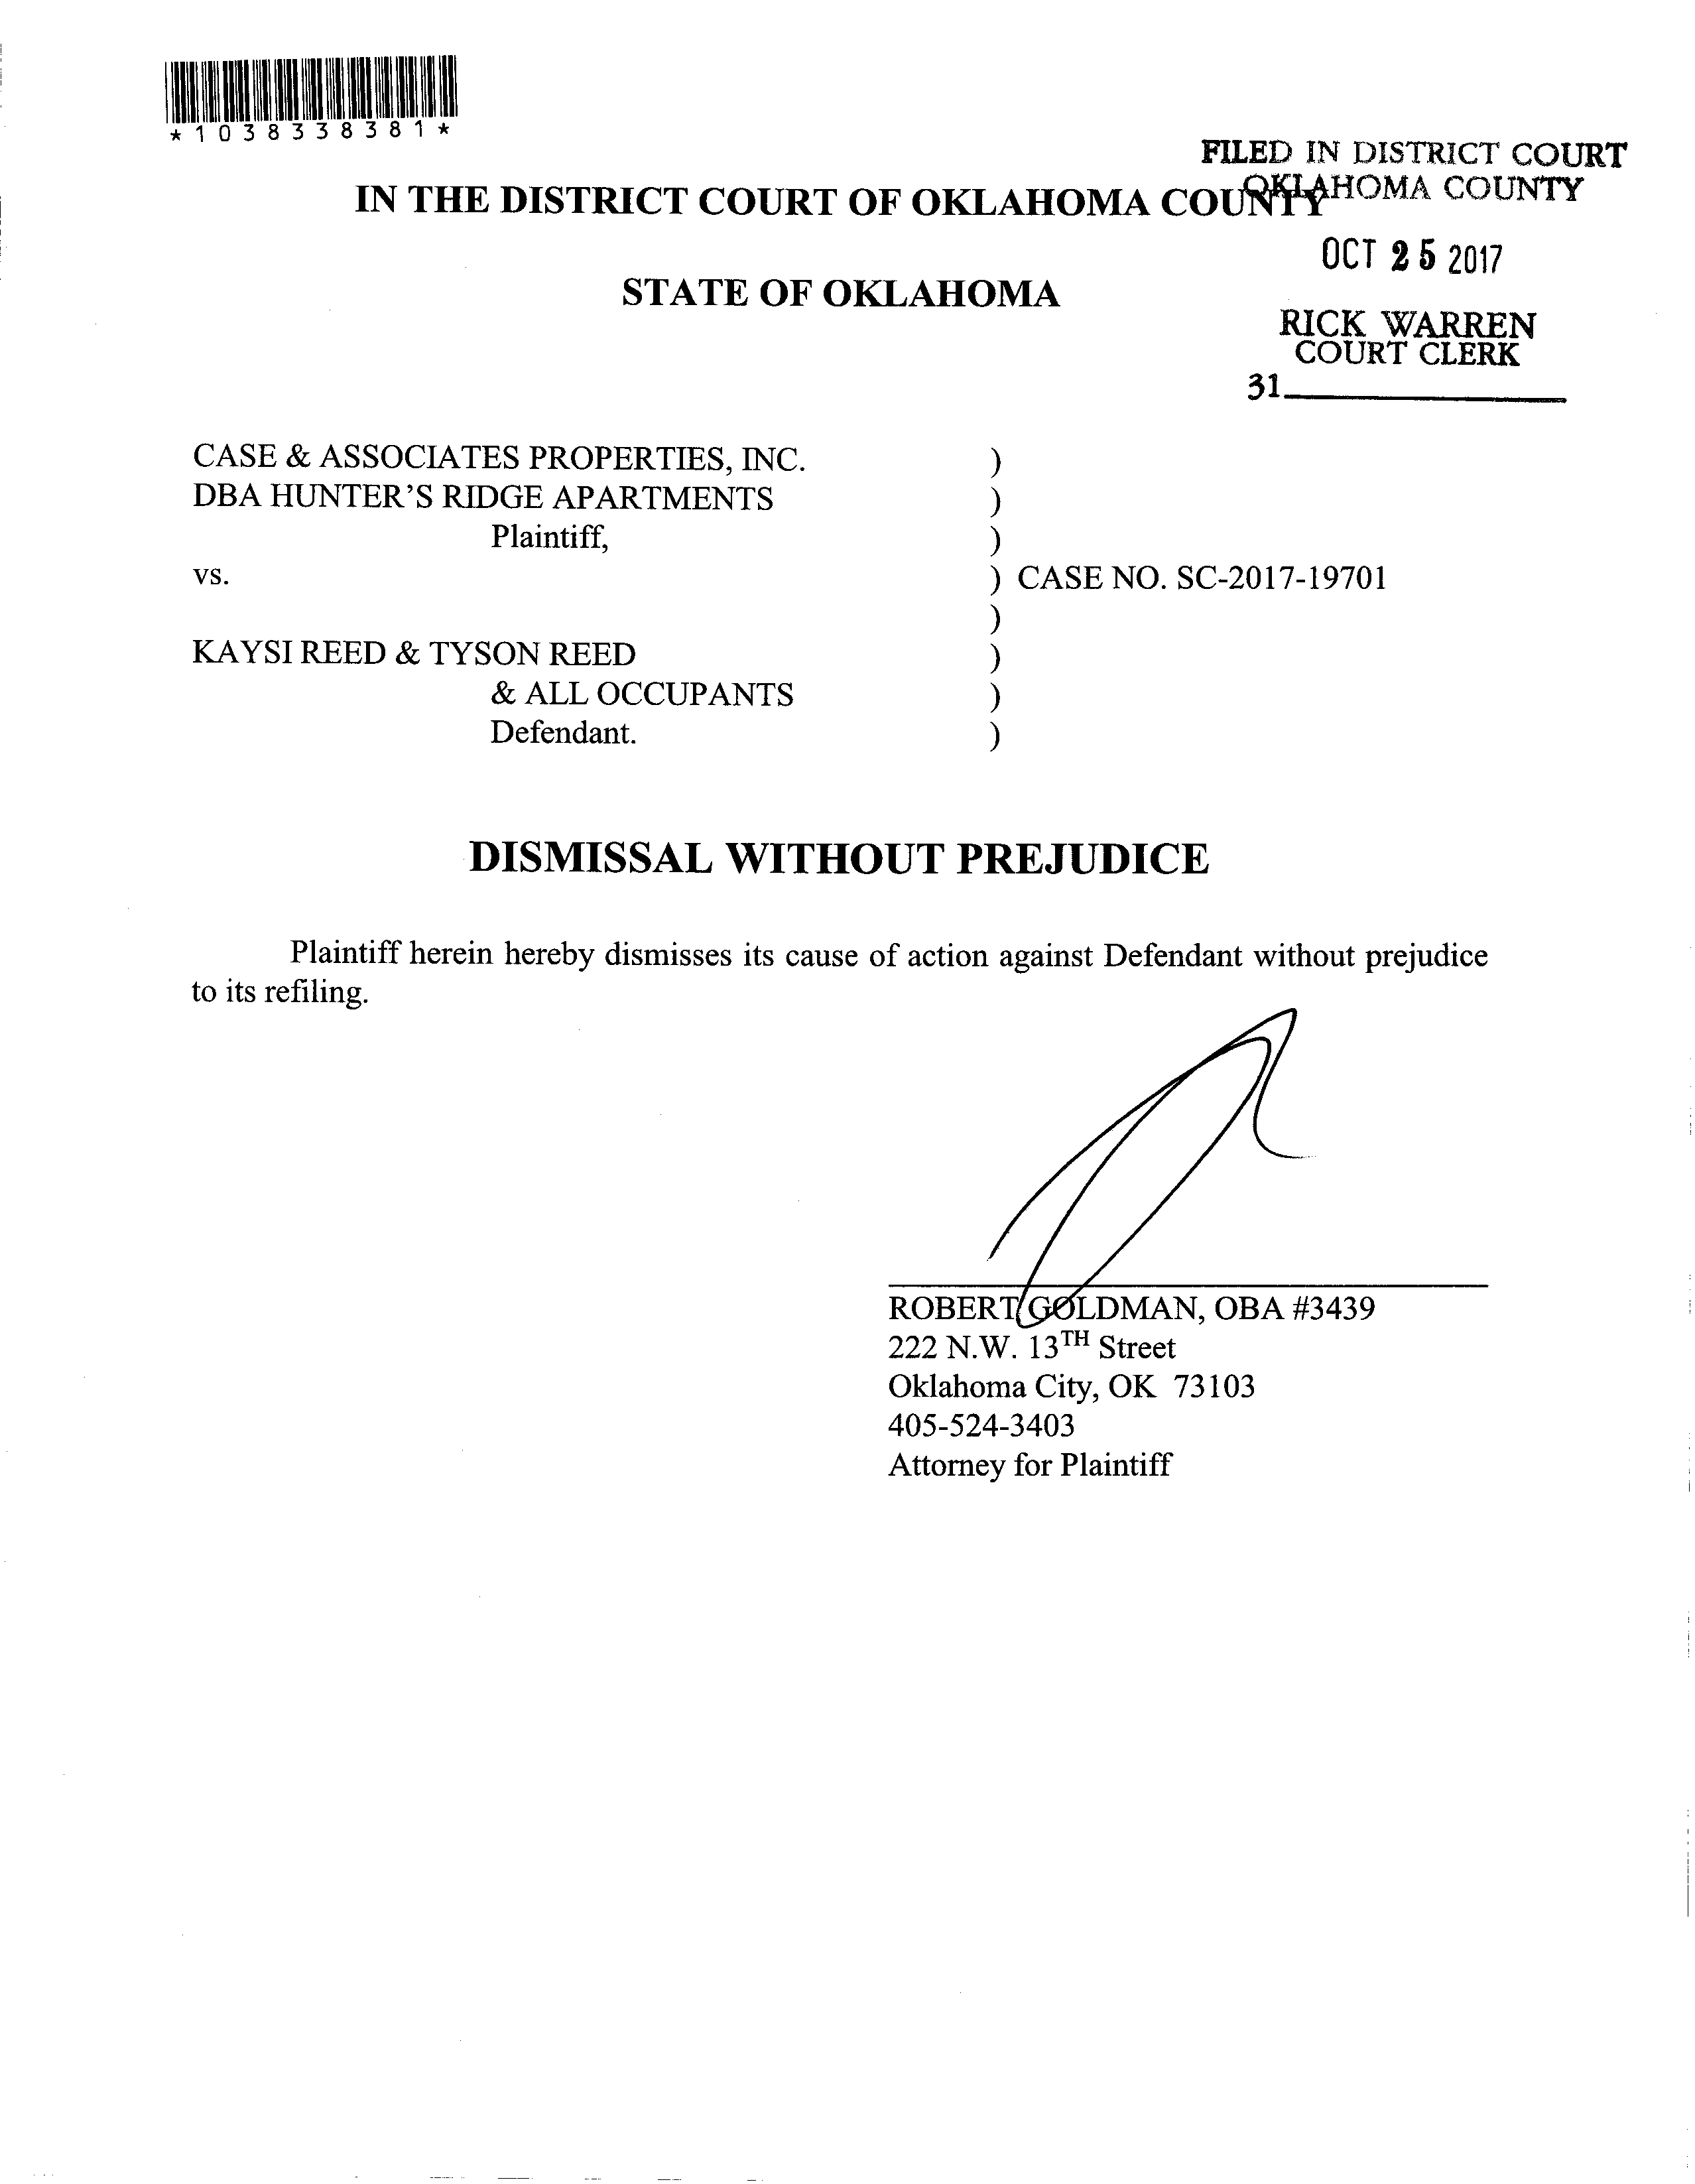 *1038338381*
FILED IN DISTRICT COURT
OKLAHOMA COUNTY
IN THE DISTRICT COURT OF OKLAHOMA COUNTY
OCT 25 2017
STATE OF OKLAHOMA
RICK WARREN
COURT CLERK
31
CASE & ASSOCIATES PROPERTIES, INC. )
DBA HUNTER'S RIDGE APARTMENTS )
Plaintiff, )
vs. ) CASE NO. SC-2017-19701
)
KAYSI REED & TYSON REED )
& ALL OCCUPANTS )
Defendant. )
DISMISSAL WITHOUT PREJUDICE
Plaintiff herein hereby dismisses its cause of action against Defendant without prejudice
to its refiling.
ROBERT GOLDMAN, OBA #3439
222 N.W. 13TH Street
Oklahoma City, OK 73103
405-524-3403
Attorney for Plaintiff